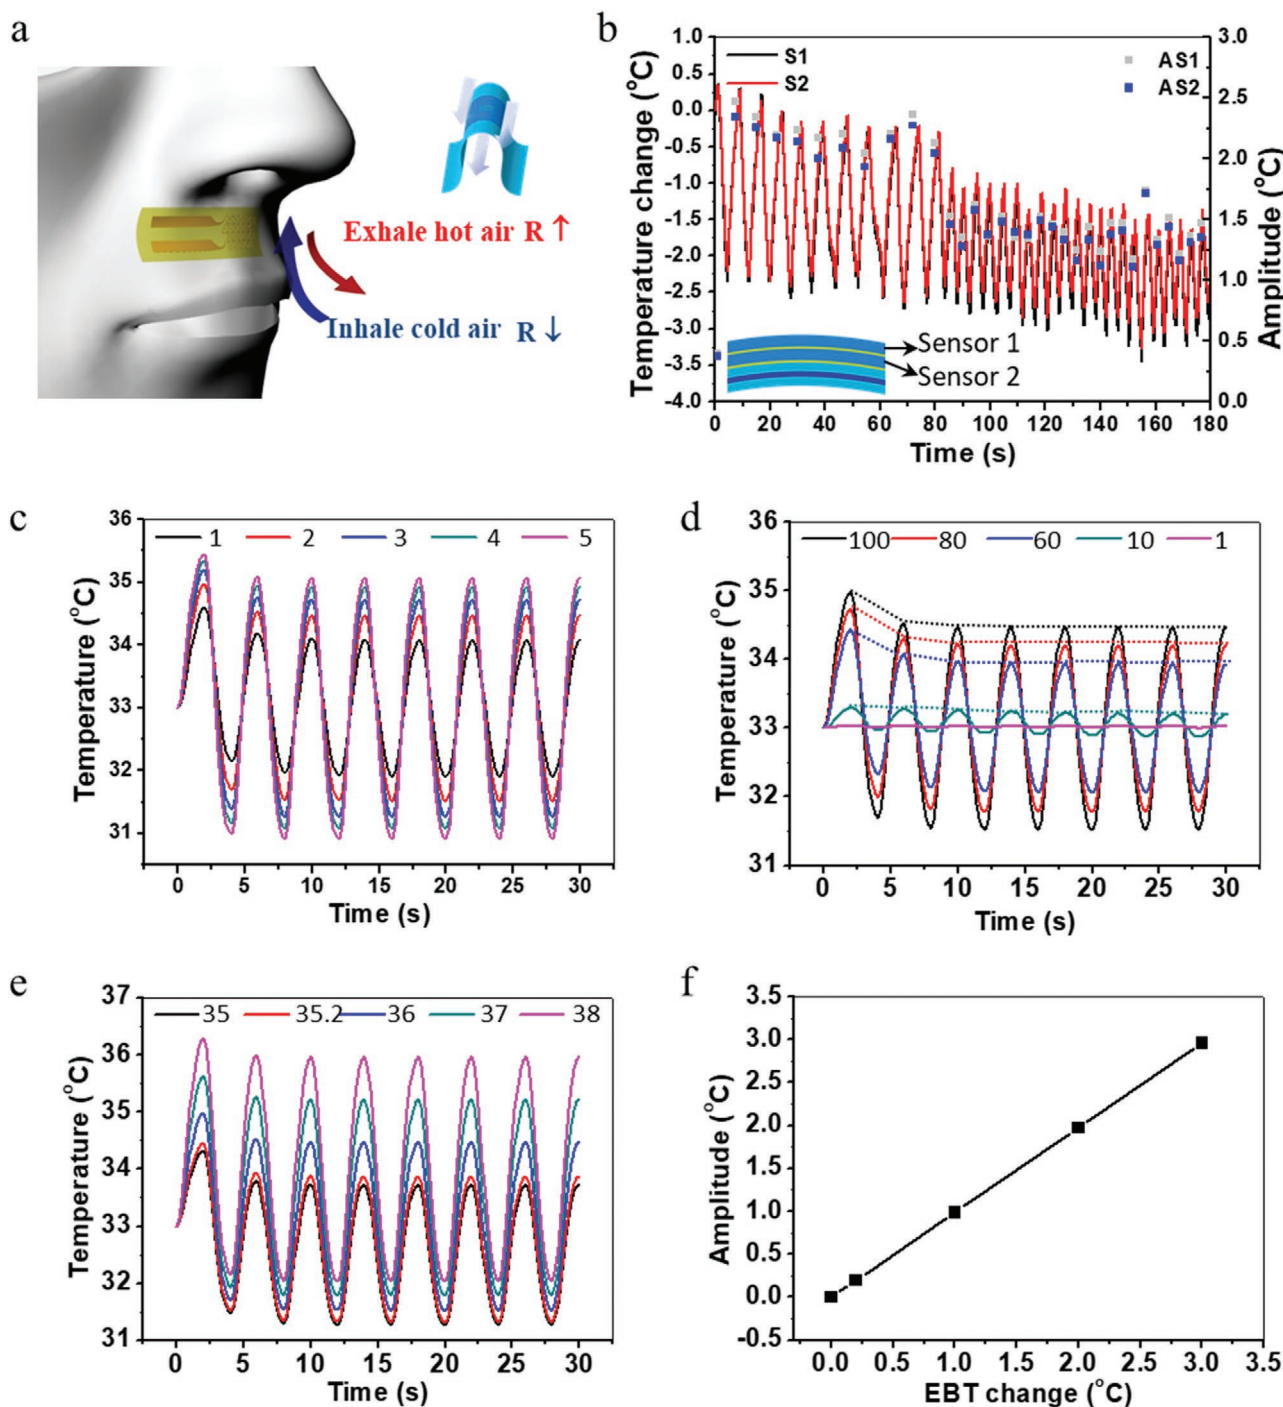 a
Exhale hot air R ↑
Inhale cold air R ↓
b
Temperature change (°C)
1.0
0.5
0.0
-0.5
-1.0
-1.5
-2.0
-2.5
-3.0
-3.5
-4.0
S1
S2
AS1
AS2
Sensor 1
Sensor 2
3.0
2.5
2.0
1.5
1.0
0.5
0.0
Amplitude (°C)
0 20 40 60 80 100 120 140 160 180
Time (s)
c
1 2 3 4 5
Temperature (°C)
36
35
34
33
32
31
0 5 10 15 20 25 30
Time (s)
d
100 80 60 10 1
Temperature (°C)
36
35
34
33
32
31
0 5 10 15 20 25 30
Time (s)
e
35 35.2 36 37 38
Temperature (°C)
37
36
35
34
33
32
31
0 5 10 15 20 25 30
Time (s)
f
Amplitude (°C)
3.5
3.0
2.5
2.0
1.5
1.0
0.5
0.0
-0.5
0.0 0.5 1.0 1.5 2.0 2.5 3.0 3.5
EBT change (°C)